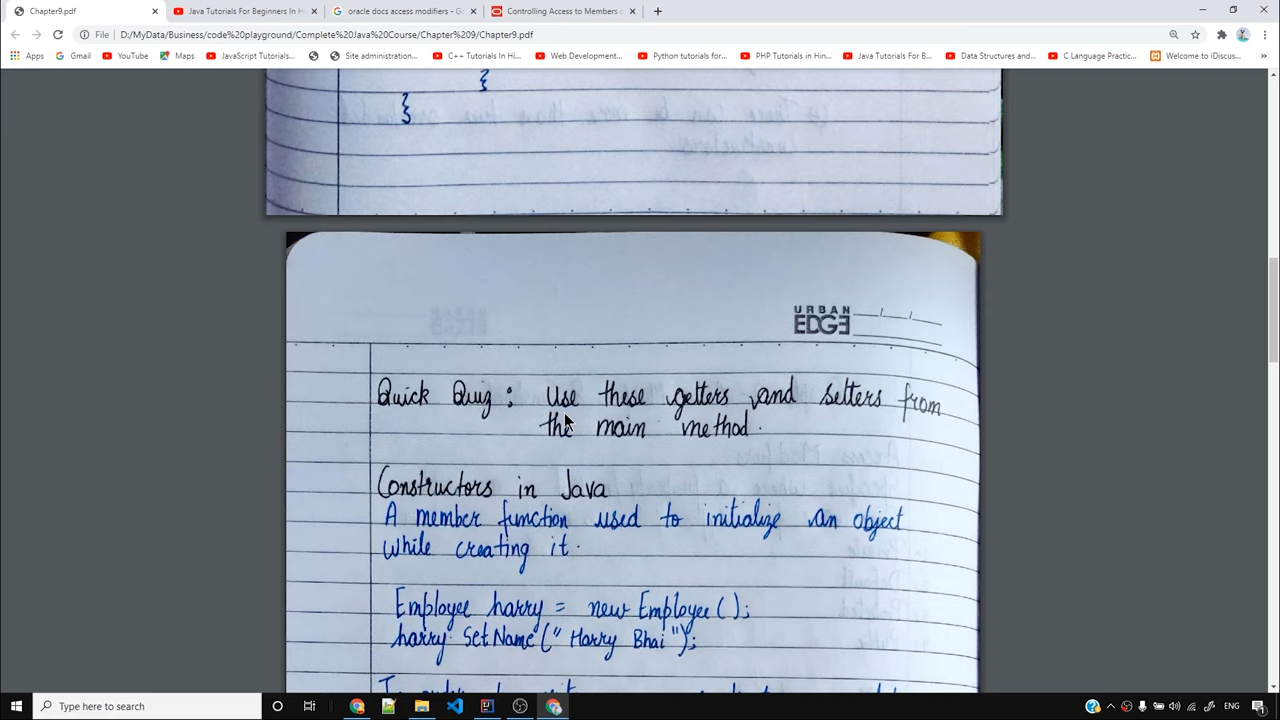 Chapter9.pdf
Java Tutorials For Beginners In H
oracle docs access modifiers - Go
Controlling Access to Members o
File
D:/MyData/Business/code%20playground/Complete%20Java%20Course/Chapter%209/Chapter9.pdf
Apps
Gmail
YouTube
Maps
JavaScript Tutorials...
Site administration...
C++ Tutorials In Hi...
Web Development...
Python tutorials for...
PHP Tutorials in Hin...
Java Tutorials For B...
Data Structures and...
C Language Practic...
Welcome to iDiscus...
»
}
}
URBAN
EDGE
Quick Quiz : Use these getters and setters from
the main method.
Constructors in Java
A member function used to initialize an object
while creating it.
Employee harry = new Employee();
harry. SetName("Harry Bhai");
Type here to search
ENG